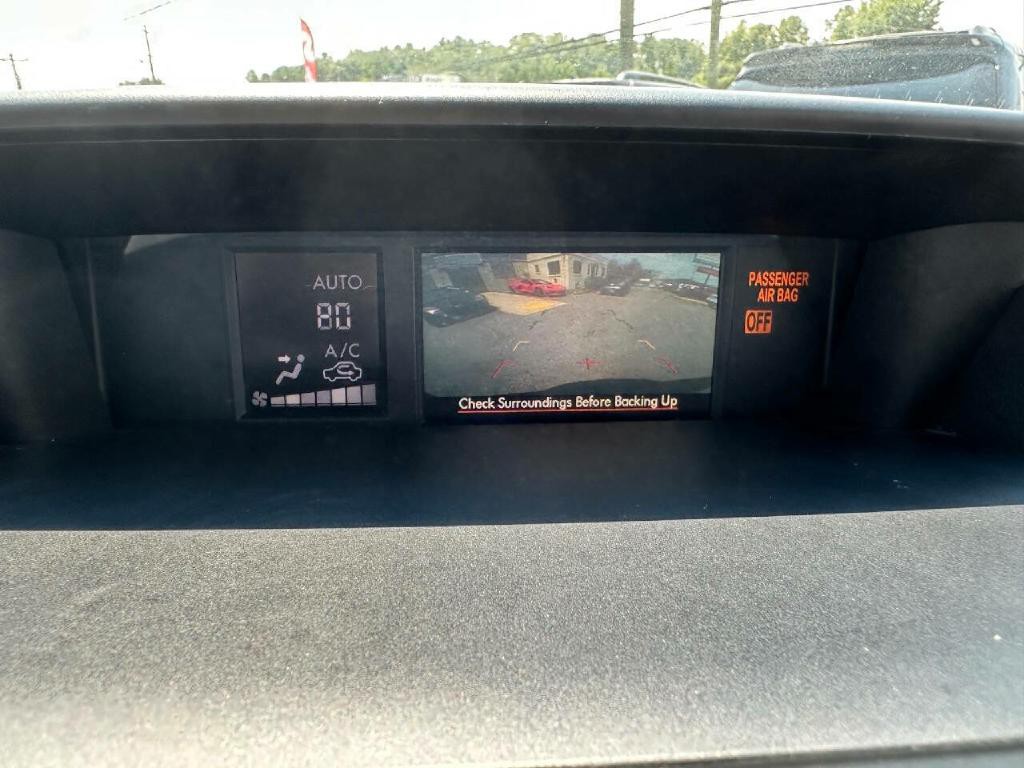 AUTO
80
A/C
Check Surroundings Before Backing Up
PASSENGER
AIR BAG
OFF